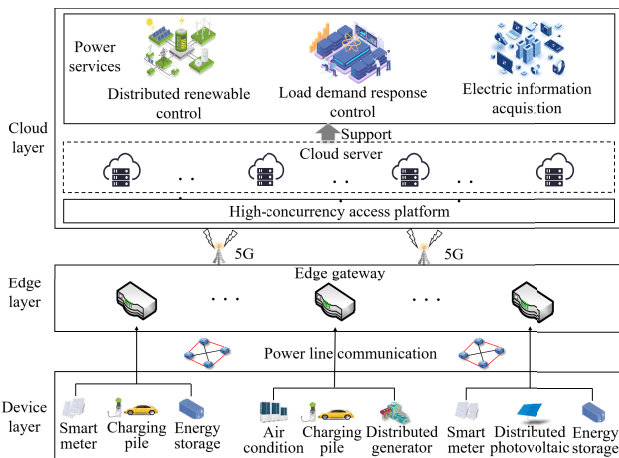 Power
services
Distributed renewable
control
Load demand response
control
Electric information
acquisition
Support
Cloud
layer
Cloud server
High-concurrency access platform
5G
5G
Edge
layer
Edge gateway
Power line communication
Device
layer
Smart
meter
Charging
pile
Energy
storage
Air
condition
Charging
pile
Distributed
generator
Smart
meter
Distributed
photovoltaic
Energy
storage